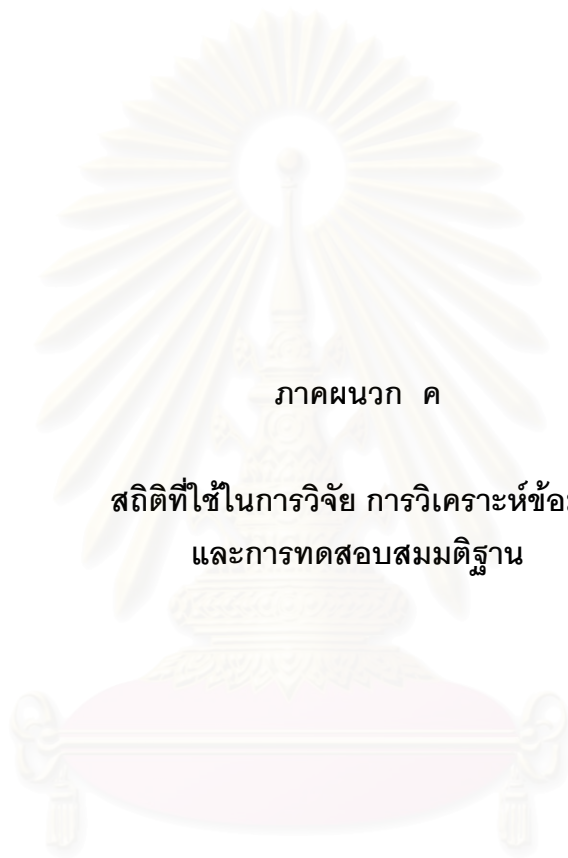 ภาคผนวก ค
สถิติที่ใช้ในการวิจัย การวิเคราะห์
และการทดสอบสมมติฐาน